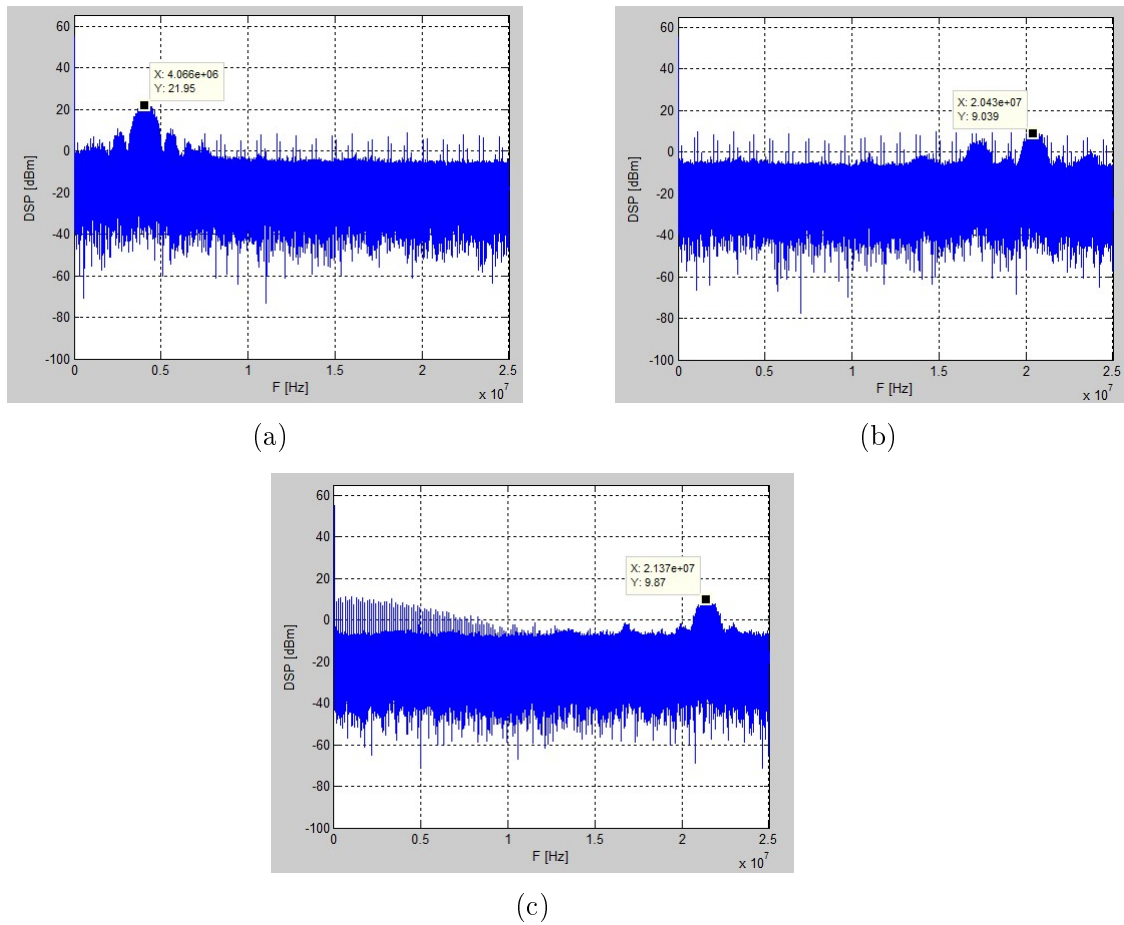 60
40
20
0
-20
-40
-60
-80
-100
DSP [dBm]
X: 4.066e+06
Y: 21.95
0 0.5 1 1.5 2 2.5
F [Hz]
x 10^7
(a)
60
40
20
0
-20
-40
-60
-80
-100
DSP [dBm]
X: 2.043e+07
Y: 9.039
0 0.5 1 1.5 2 2.5
F [Hz]
x 10^7
(b)
60
40
20
0
-20
-40
-60
-80
-100
DSP [dBm]
X: 2.137e+07
Y: 9.87
0 0.5 1 1.5 2 2.5
F [Hz]
x 10^7
(c)